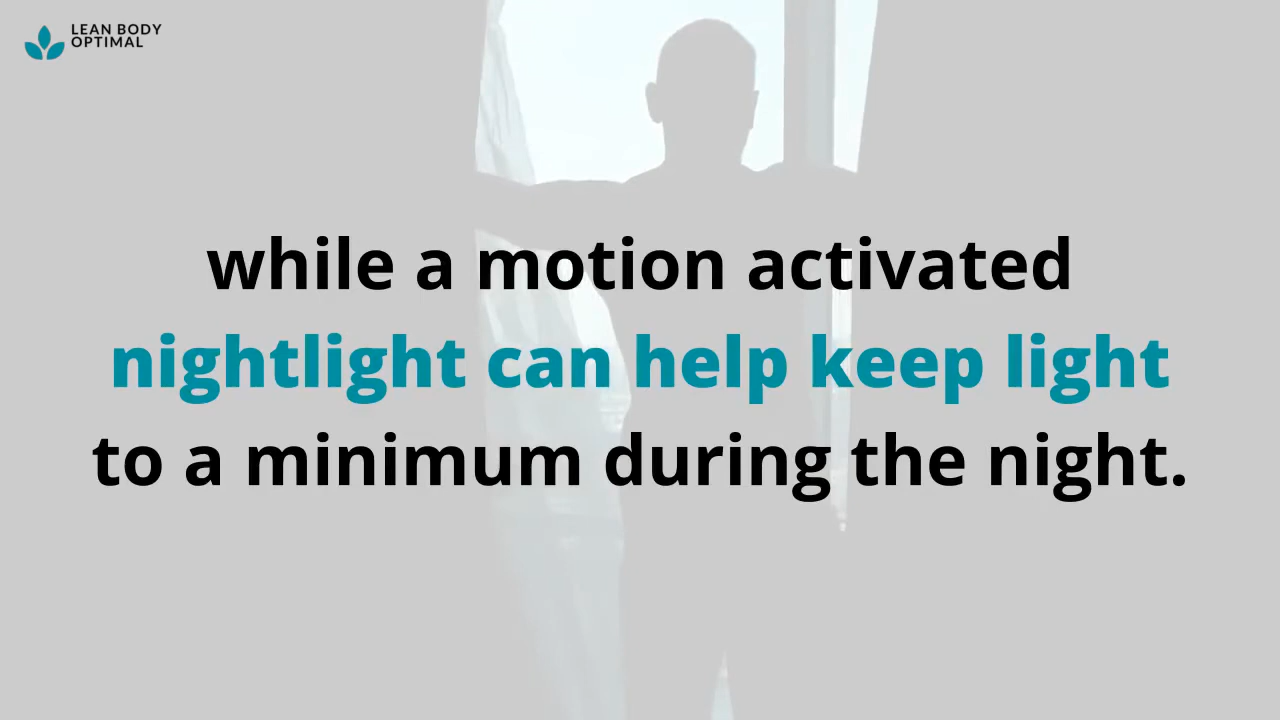 LEAN BODY
OPTIMAL
while a motion activated
nightlight can help keep light
to a minimum during the night.